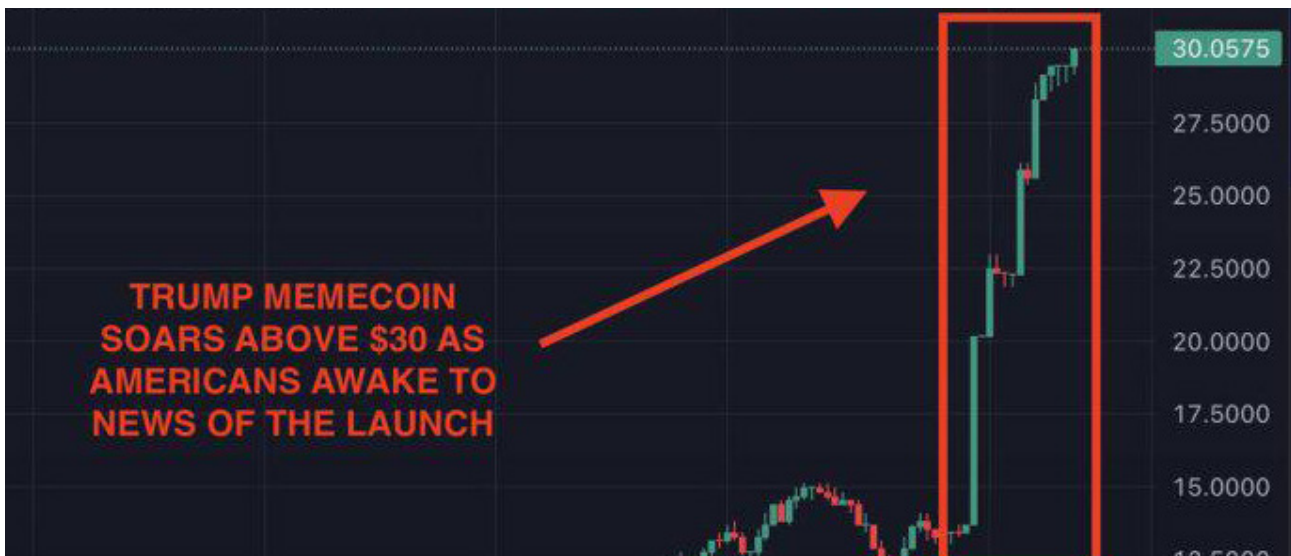 30.0575
27.5000
25.0000
22.5000
TRUMP MEMECOIN
SOARS ABOVE $30 AS
AMERICANS AWAKE TO
NEWS OF THE LAUNCH
20.0000
17.5000
15.0000